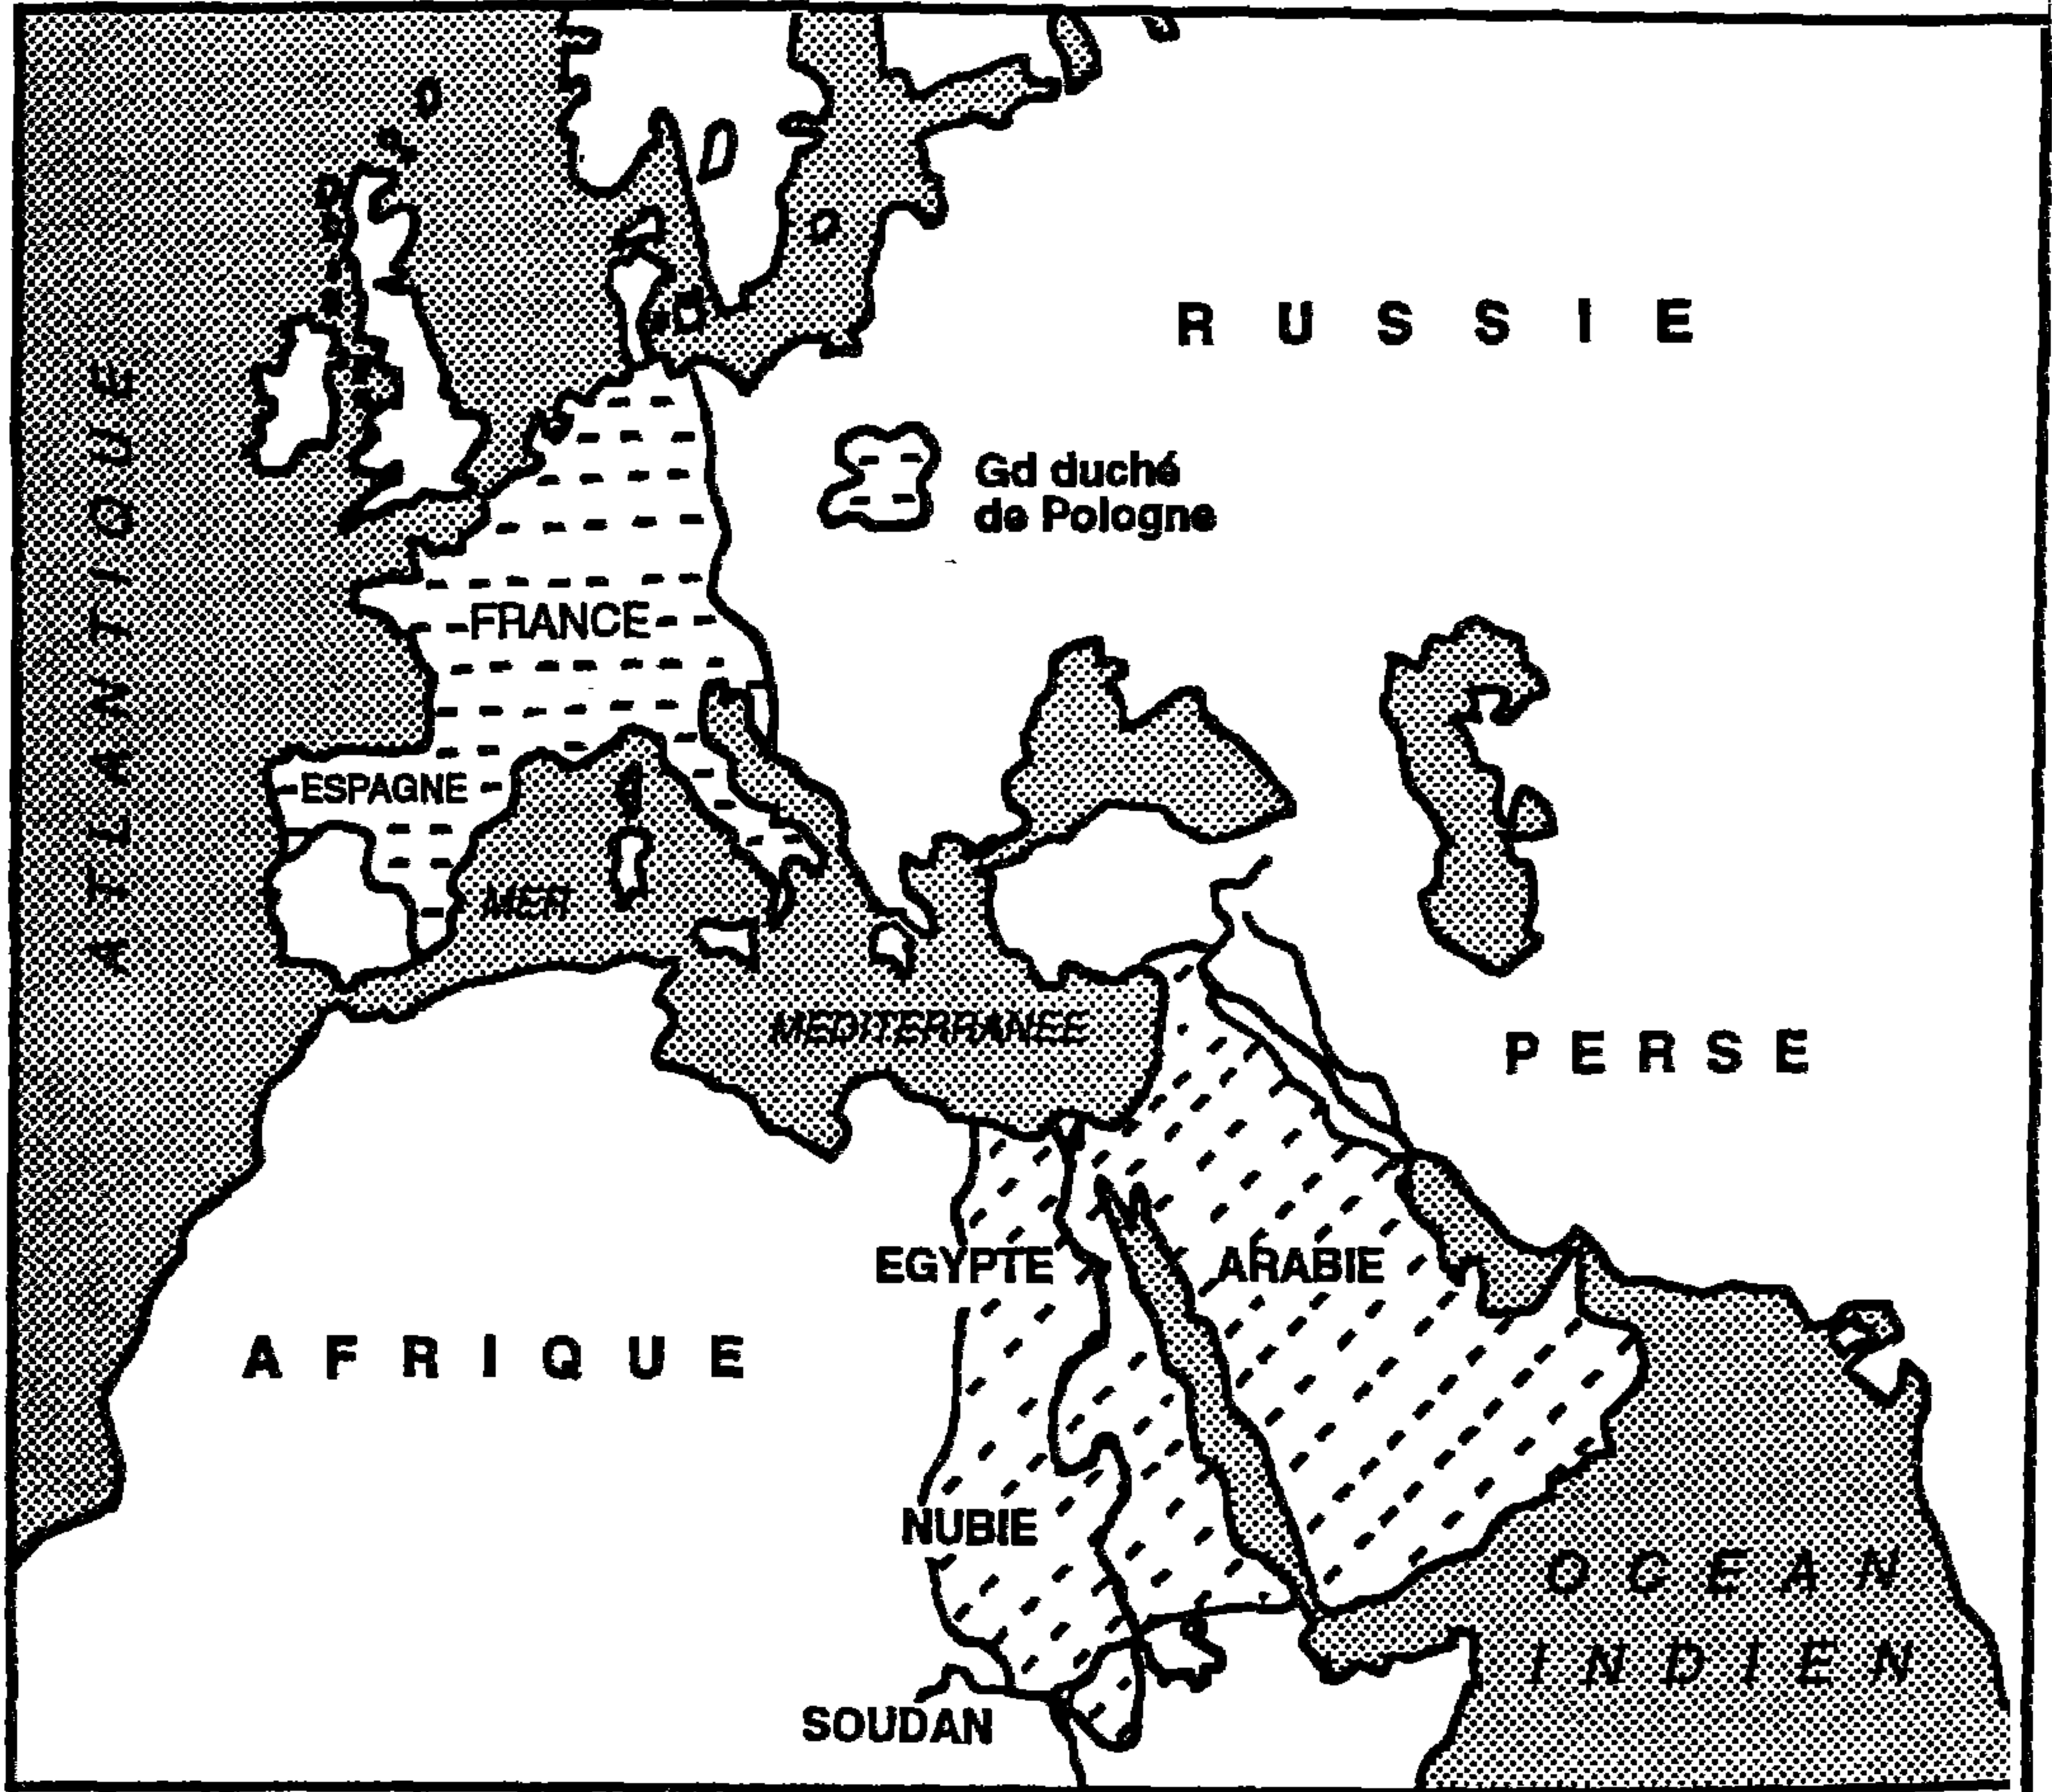 ATLANTIQUE
RUSSIE
Gd duché
de Pologne
FRANCE
ESPAGNE
MER
MEDITERRANEE
PERSE
EGYPTE
ARABIE
AFRIQUE
NUBIE
OCEAN
INDIEN
SOUDAN